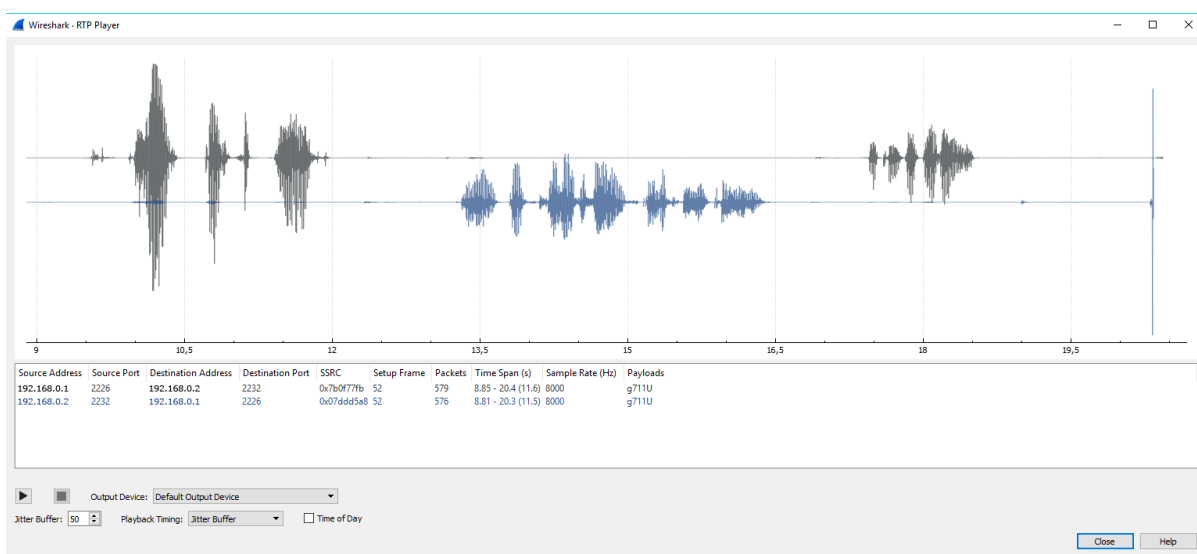 Wireshark · RTP Player
9 10,5 12 13,5 15 16,5 18 19,5
Source Address Source Port Destination Address Destination Port SSRC Setup Frame Packets Time Span (s) Sample Rate (Hz) Payloads
192.168.0.1 2226 192.168.0.2 2232 0x7b0f77fb 52 579 8.85 - 20.4 (11.6) 8000 g711U
192.168.0.2 2232 192.168.0.1 2226 0x07ddd5a8 52 576 8.81 - 20.3 (11.5) 8000 g711U
Output Device: Default Output Device
Jitter Buffer: 50 Playback Timing: Jitter Buffer Time of Day
Close Help